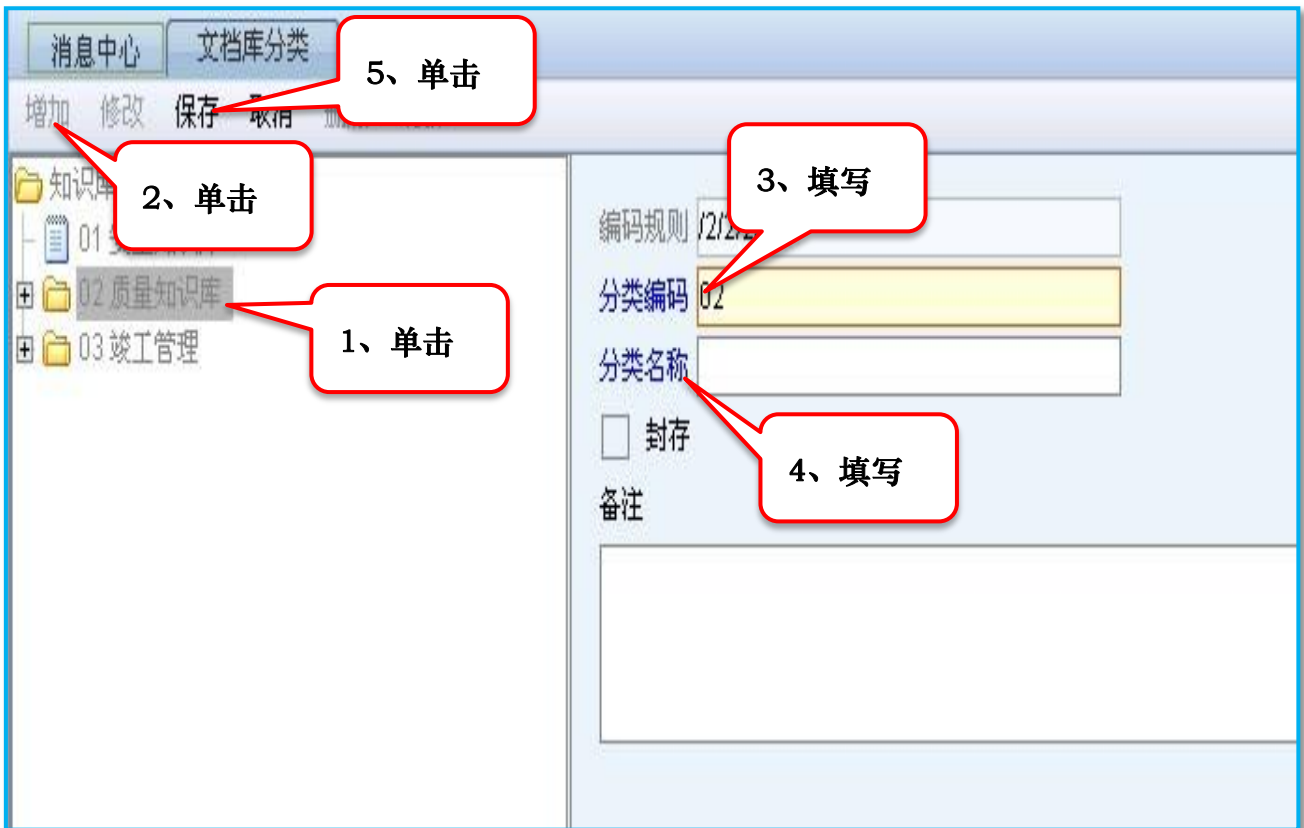 消息中心 文档库分类
5、单击
增加 修改 保存 取消
2、单击
3、填写
知识库
01
02 质量知识库
03 竣工管理
1、单击
编码规则 /2/2/2
分类编码 02
分类名称
封存
4、填写
备注